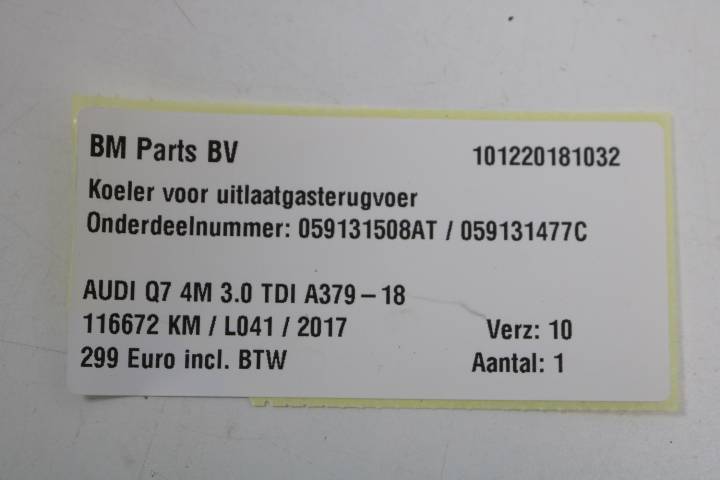 BM Parts BV 101220181032
Koeler voor uitlaatgasterugvoer
Onderdeelnummer: 059131508AT / 059131477C
AUDI Q7 4M 3.0 TDI A379 – 18
116672 KM / L041 / 2017 Verz: 10
299 Euro incl. BTW Aantal: 1